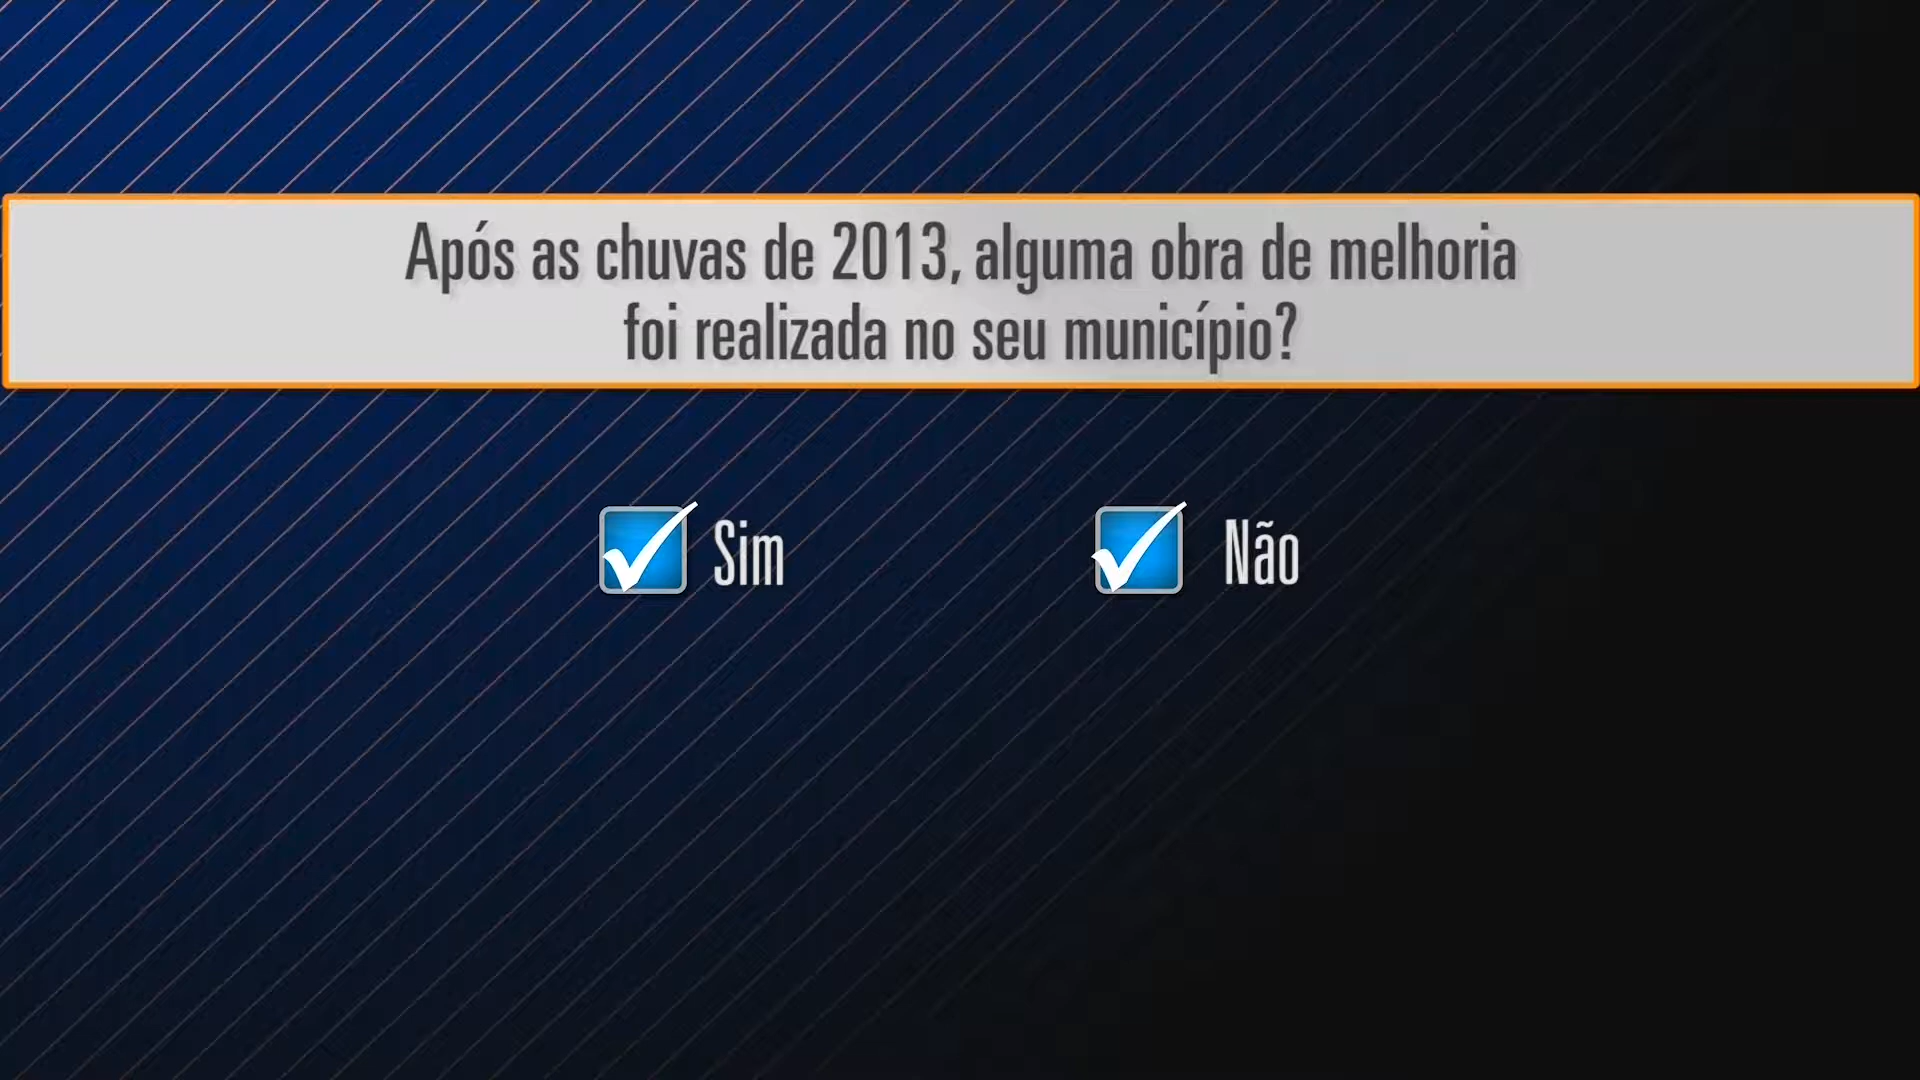 Após as chuvas de 2013, alguma obra de melhoria
foi realizada no seu município?
Sim
Não